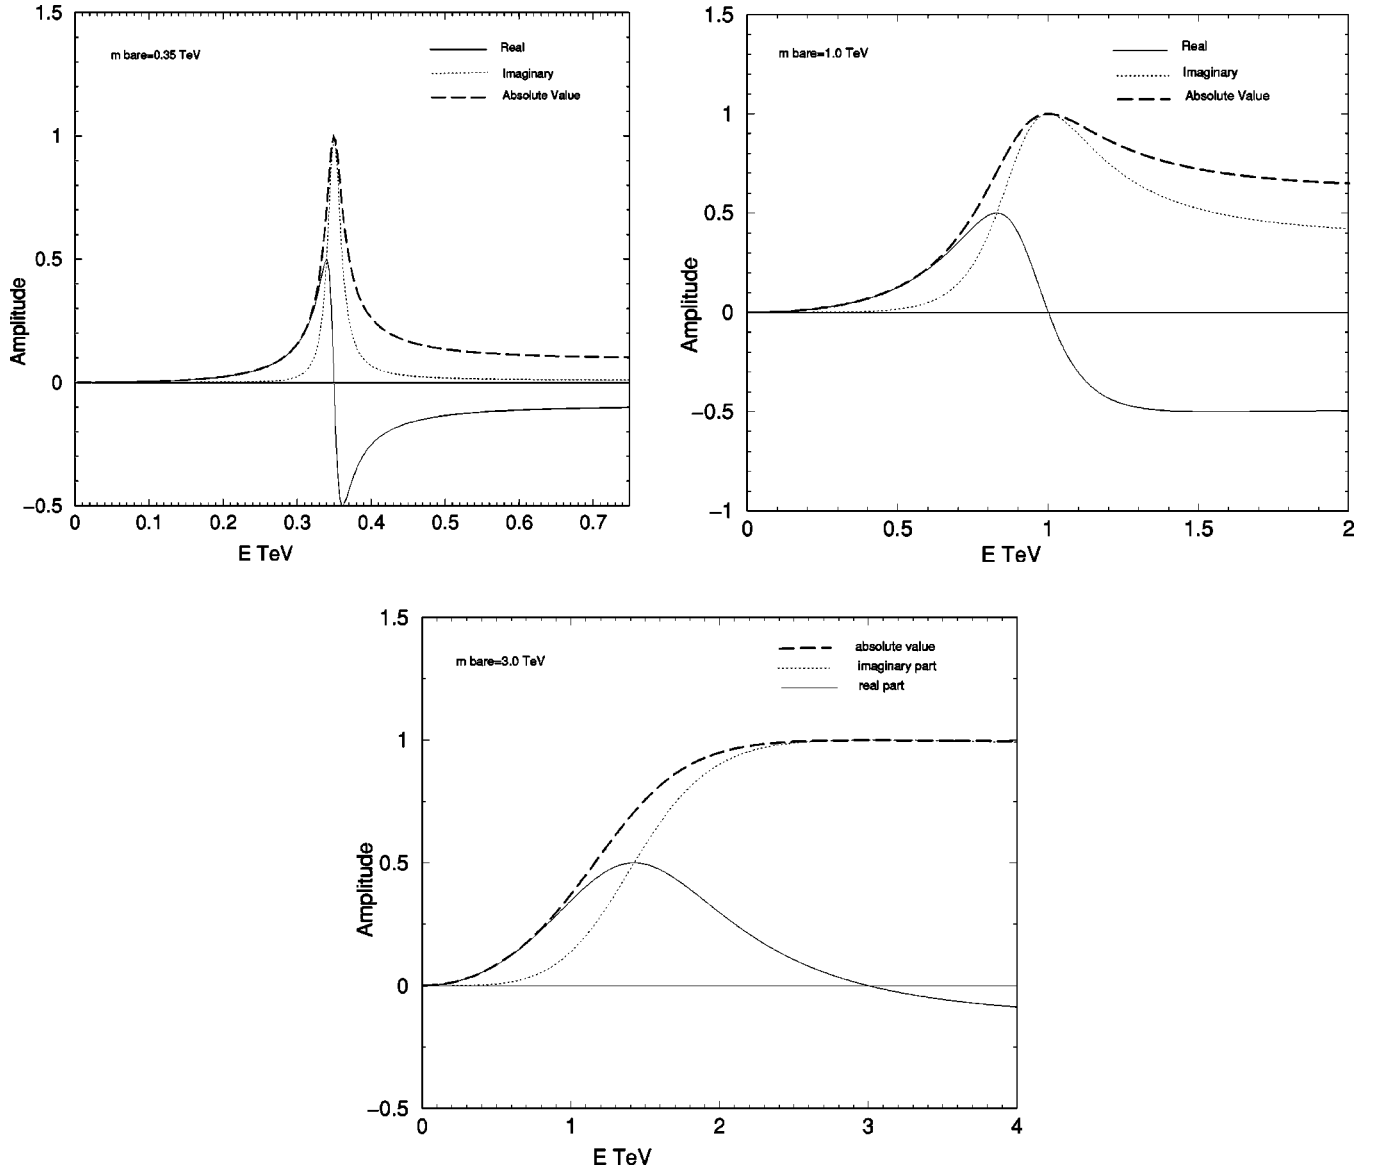 1.5
m bare=0.35 TeV
Real
Imaginary
Absolute Value
1
0.5
0
−0.5
Amplitude
0 0.1 0.2 0.3 0.4 0.5 0.6 0.7
E TeV
1.5
m bare=1.0 TeV
Real
Imaginary
Absolute Value
1
0.5
0
−0.5
−1
Amplitude
0 0.5 1 1.5 2
E TeV
1.5
m bare=3.0 TeV
absolute value
imaginary part
real part
1
0.5
0
−0.5
Amplitude
0 1 2 3 4
E TeV